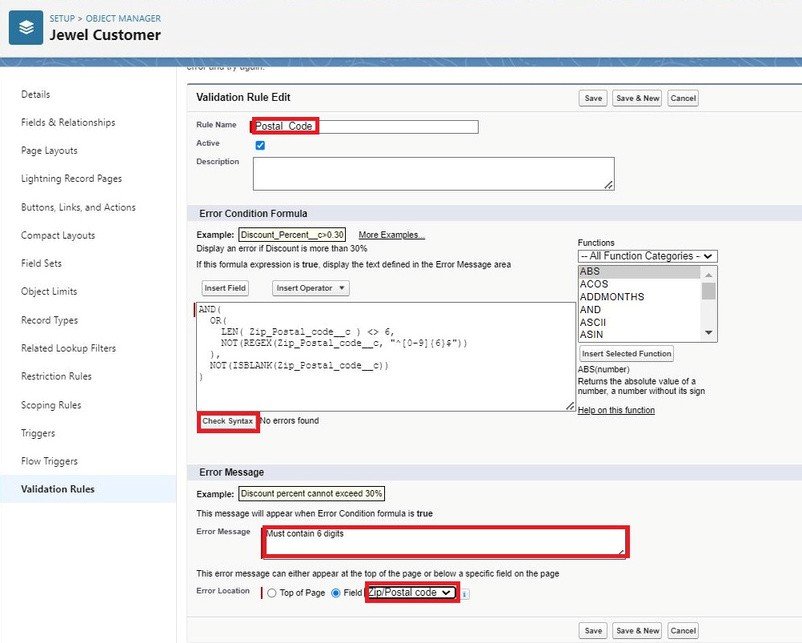 SETUP > OBJECT MANAGER
Jewel Customer
error and try again.
Details
Fields & Relationships
Page Layouts
Lightning Record Pages
Buttons, Links, and Actions
Compact Layouts
Field Sets
Object Limits
Record Types
Related Lookup Filters
Restriction Rules
Scoping Rules
Triggers
Flow Triggers
Validation Rules
Validation Rule Edit
Save Save & New Cancel
Rule Name Postal_Code
Active
Description
Error Condition Formula
Example: Discount_Percent__c>0.30 More Examples...
Display an error if Discount is more than 30%
If this formula expression is true, display the text defined in the Error Message area
Insert Field Insert Operator
AND(
OR(
LEN( Zip_Postal_code__c ) <> 6,
NOT(REGEX(Zip_Postal_code__c, "^[0-9]{6}$"))
),
NOT(ISBLANK(Zip_Postal_code__c))
)
Functions
-- All Function Categories -
ABS
ACOS
ADDMONTHS
AND
ASCII
ASIN
Insert Selected Function
ABS(number)
Returns the absolute value of a
number, a number without its sign
Help on this function
Check Syntax No errors found
Error Message
Example: Discount percent cannot exceed 30%
This message will appear when Error Condition formula is true
Error Message Must contain 6 digits
This error message can either appear at the top of the page or below a specific field on the page
Error Location Top of Page Field Zip/Postal code i
Save Save & New Cancel